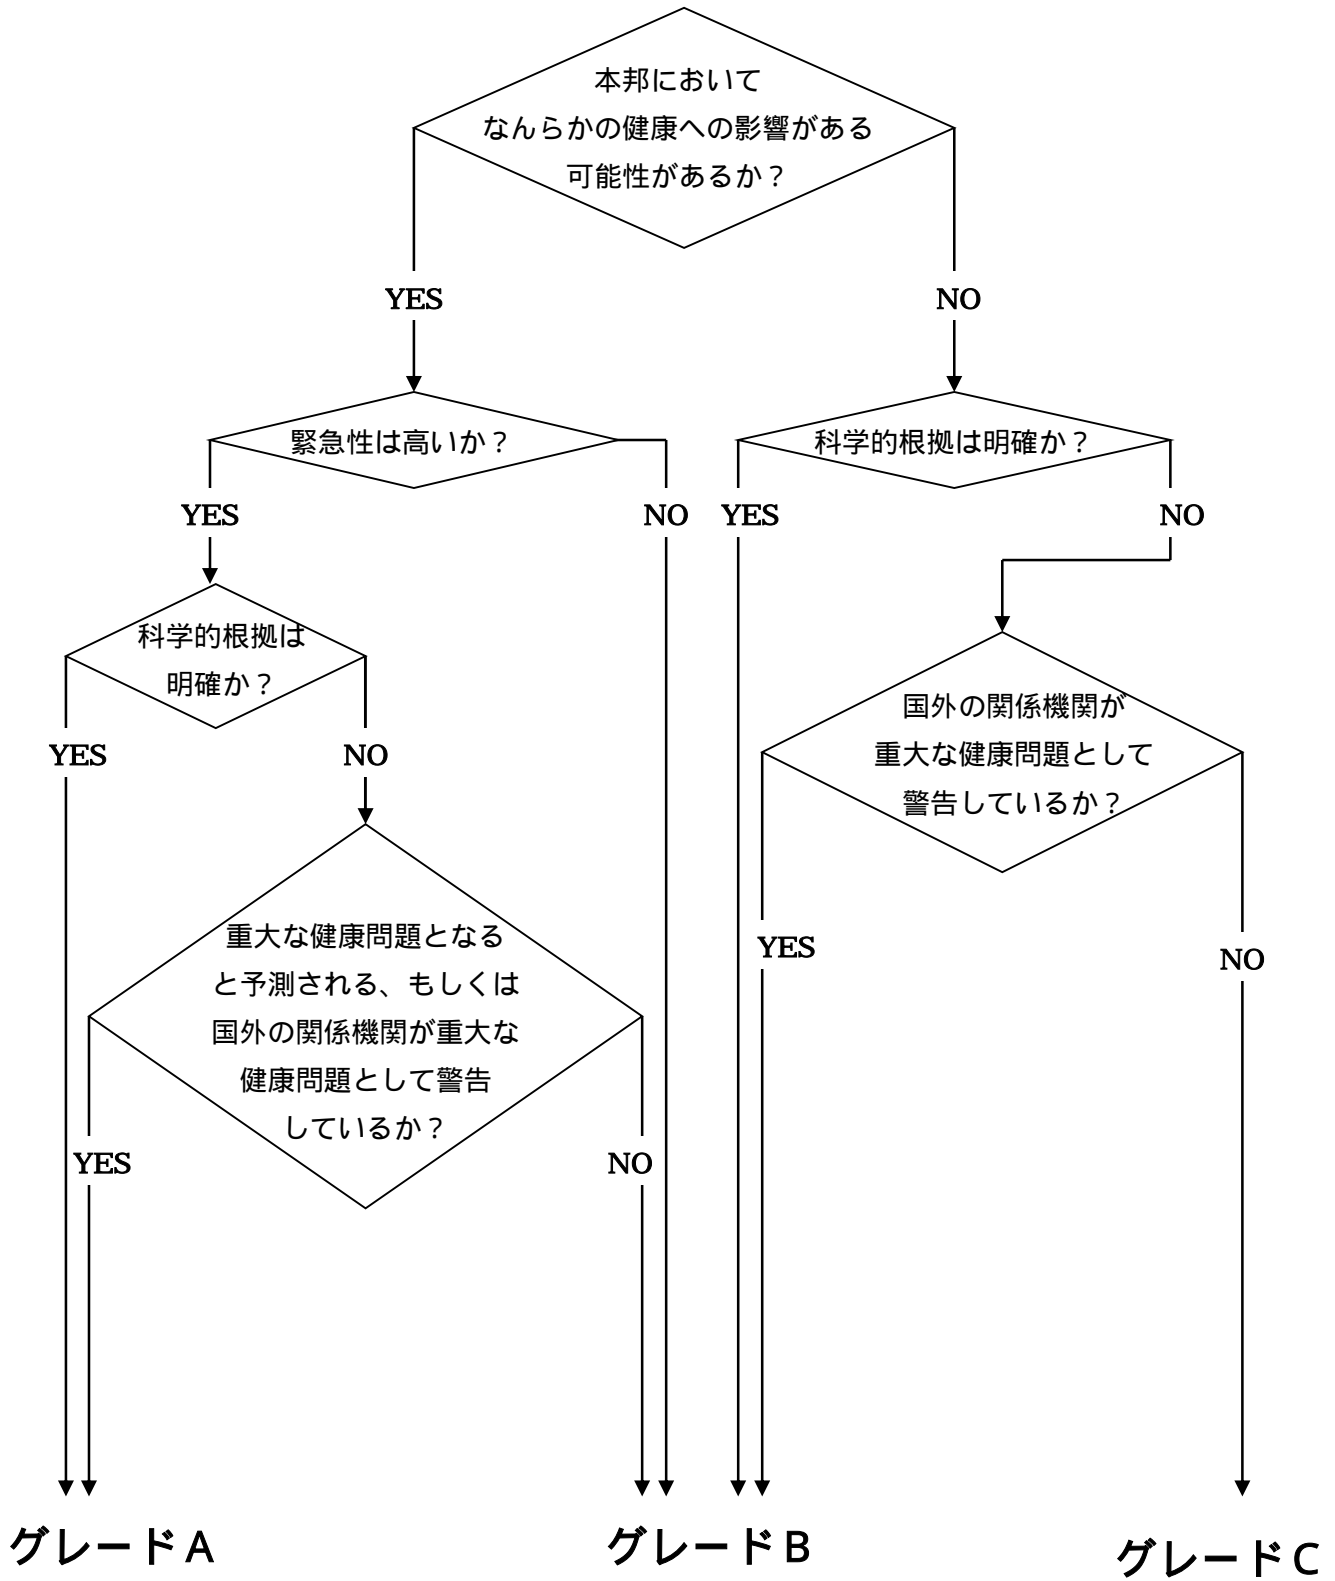 本邦において
なんらかの健康への影響がある
可能性があるか？
YES
NO
緊急性は高いか？
科学的根拠は明確か？
YES
NO
YES
NO
科学的根拠は
明確か？
国外の関係機関が
重大な健康問題として
警告しているか？
YES
NO
重大な健康問題となる
と予測される、もしくは
国外の関係機関が重大な
健康問題として警告
しているか？
YES
NO
YES
NO
グレードA
グレードB
グレードC